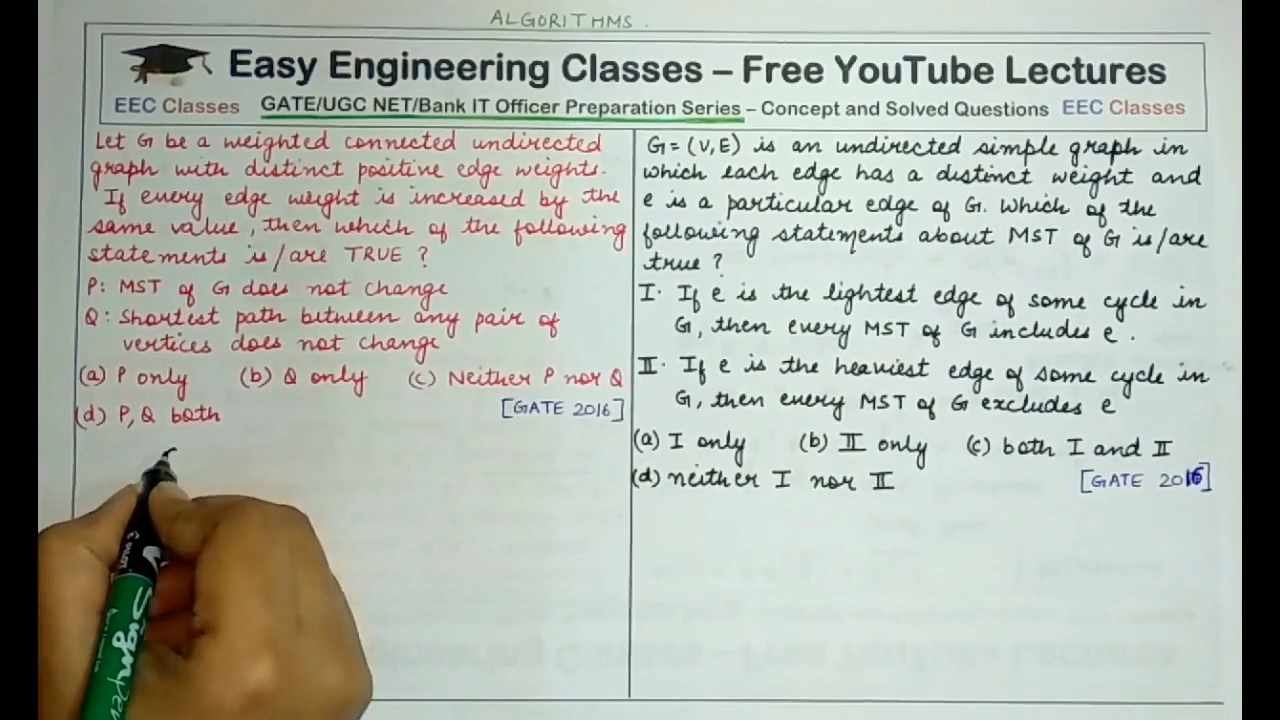 ALGORITHMS.
Easy Engineering Classes – Free YouTube Lectures
EEC Classes GATE/UGC NET/Bank IT Officer Preparation Series – Concept and Solved Questions EEC Classes
Let G be a weighted connected undirected
graph with distinct positive edge weights.
If every edge weight is increased by the
same value, then which of the following
statements is/are TRUE ?
P: MST of G does not change
Q: Shortest path between any pair of
vertices does not change
(a) P only (b) Q only (c) Neither P nor Q
(d) P, Q both [GATE 2016]
G=(V,E) is an undirected simple graph in
which each edge has a distinct weight and
e is a particular edge of G. Which of the
following statements about MST of G is/are
true ?
I. If e is the lightest edge of some cycle in
G, then every MST of G includes e.
II. If e is the heaviest edge of some cycle in
G, then every MST of G excludes e
(a) I only (b) II only (c) both I and II
(d) neither I nor II [GATE 2016]